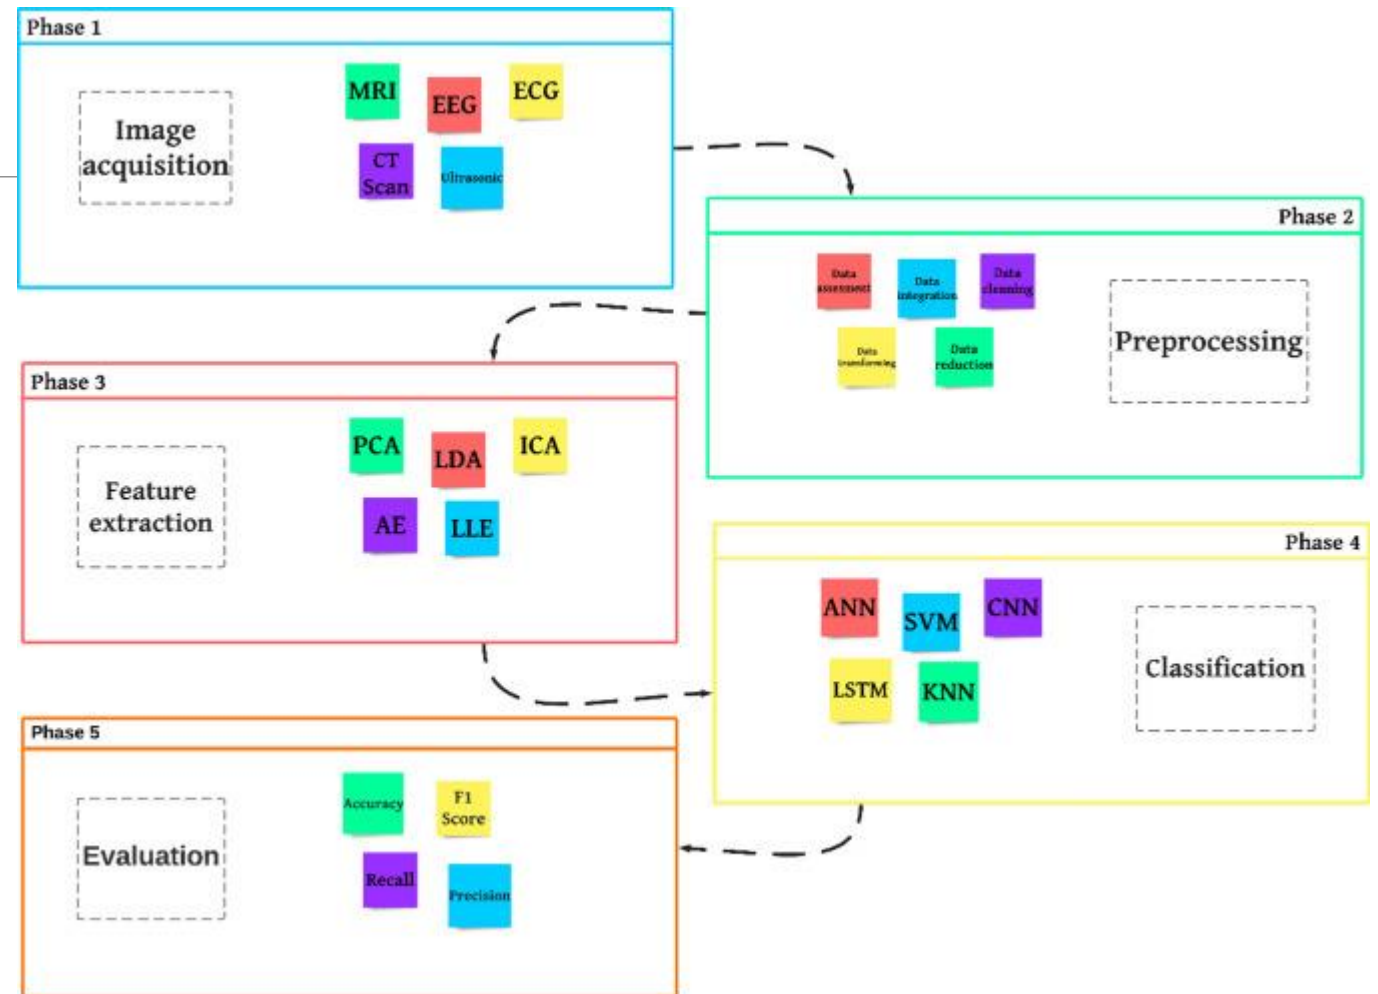 Phase 1
Image
acquisition
MRI
EEG
ECG
CT
Scan
Ultrasonic
Phase 2
Data
assesment
Data
integration
Data
cleaning
Data
transforming
Data
reduction
Preprocessing
Phase 3
Feature
extraction
PCA
LDA
ICA
AE
LLE
Phase 4
ANN
SVM
CNN
LSTM
KNN
Classification
Phase 5
Evaluation
Accuracy
F1
Score
Recall
Precision